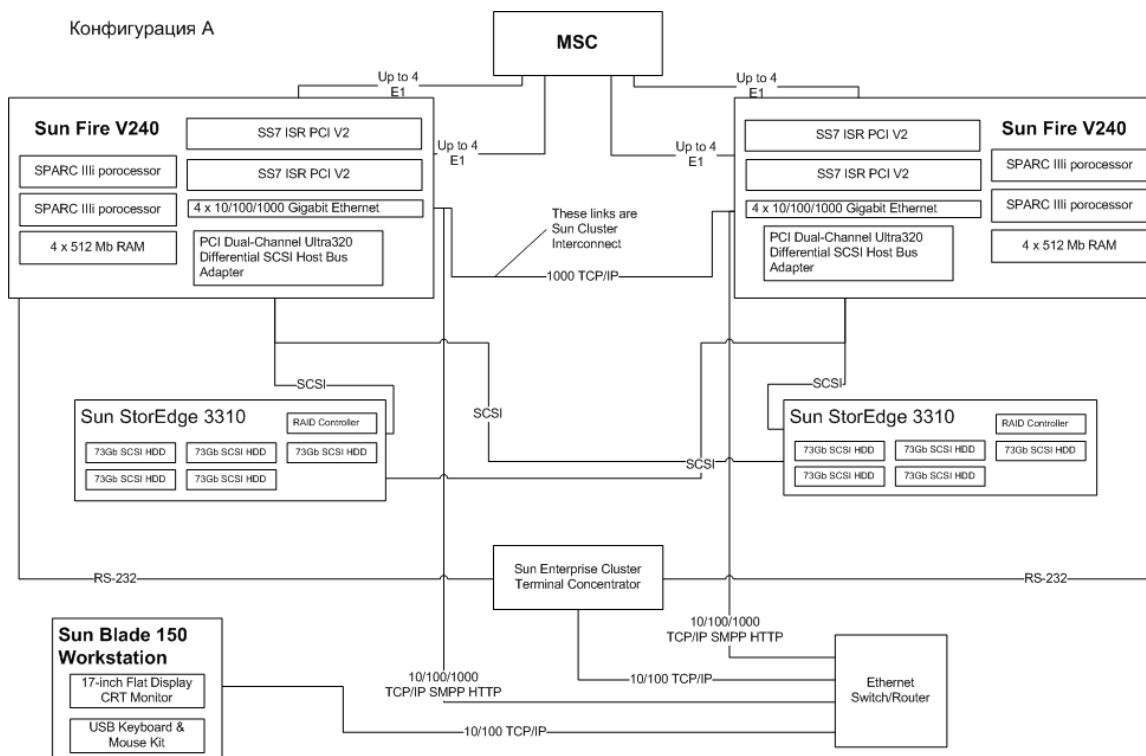 Конфигурация А
MSC
Up to 4
E1
Up to 4
E1
Sun Fire V240
SS7 ISR PCI V2
SPARC IIIi porocessor
SS7 ISR PCI V2
SPARC IIIi porocessor
4 x 10/100/1000 Gigabit Ethernet
4 x 512 Mb RAM
PCI Dual-Channel Ultra320
Differential SCSI Host Bus
Adapter
Up to 4
E1
Up to 4
E1
These links are
Sun Cluster
Interconnect
1000 TCP/IP
SS7 ISR PCI V2
Sun Fire V240
SS7 ISR PCI V2
SPARC IIIi porocessor
4 x 10/100/1000 Gigabit Ethernet
SPARC IIIi porocessor
PCI Dual-Channel Ultra320
Differential SCSI Host Bus
Adapter
4 x 512 Mb RAM
SCSI
SCSI
SCSI
SCSI
Sun StorEdge 3310
RAID Controller
73Gb SCSI HDD
73Gb SCSI HDD
73Gb SCSI HDD
73Gb SCSI HDD
73Gb SCSI HDD
Sun StorEdge 3310
RAID Controller
73Gb SCSI HDD
73Gb SCSI HDD
73Gb SCSI HDD
73Gb SCSI HDD
73Gb SCSI HDD
RS-232
Sun Enterprise Cluster
Terminal Concentrator
RS-232
Sun Blade 150
Workstation
17-inch Flat Display
CRT Monitor
USB Keyboard &
Mouse Kit
10/100/1000
TCP/IP SMPP HTTP
10/100/1000
TCP/IP SMPP HTTP
10/100 TCP/IP
10/100 TCP/IP
Ethernet
Switch/Router